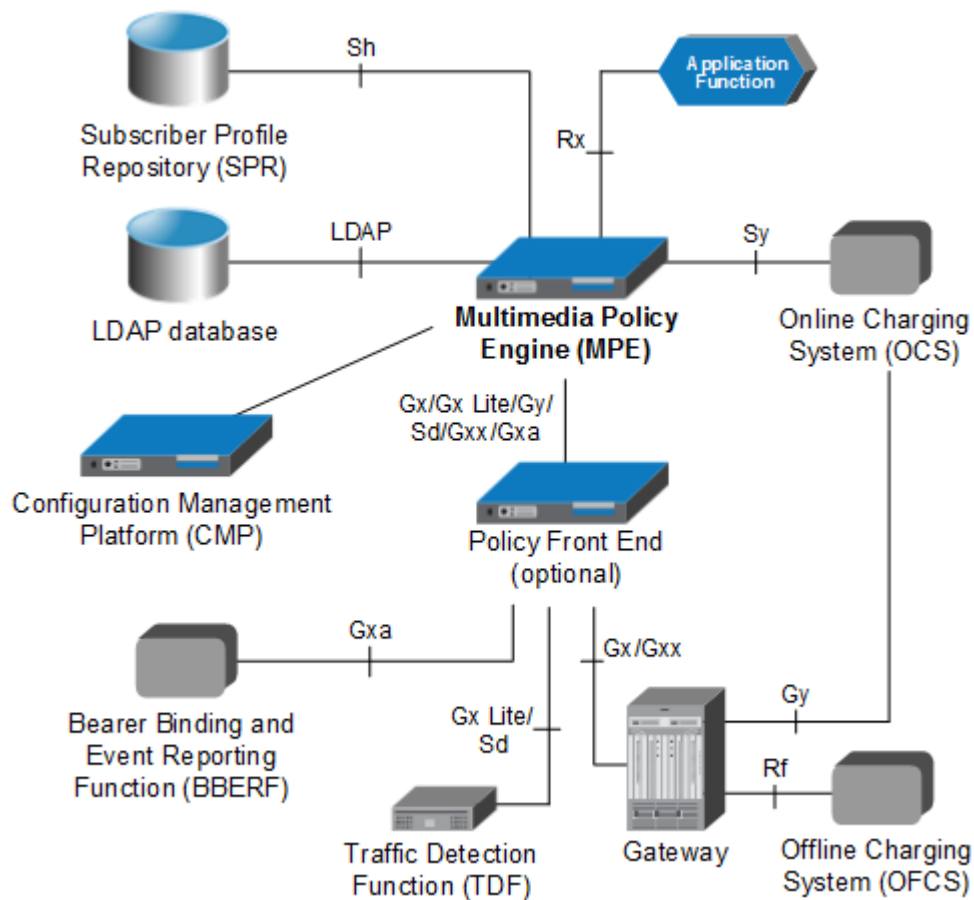 Sh
Application
Function
Subscriber Profile
Repository (SPR)
Rx
LDAP
Sy
LDAP database
Multimedia Policy
Engine (MPE)
Online Charging
System (OCS)
Gx/Gx Lite/Gy/
Sd/Gxx/Gxa
Configuration Management
Platform (CMP)
Policy Front End
(optional)
Gxa
Gx/Gxx
Bearer Binding and
Event Reporting
Function (BBERF)
Gx Lite/
Sd
Gy
Rf
Traffic Detection
Function (TDF)
Gateway
Offline Charging
System (OFCS)